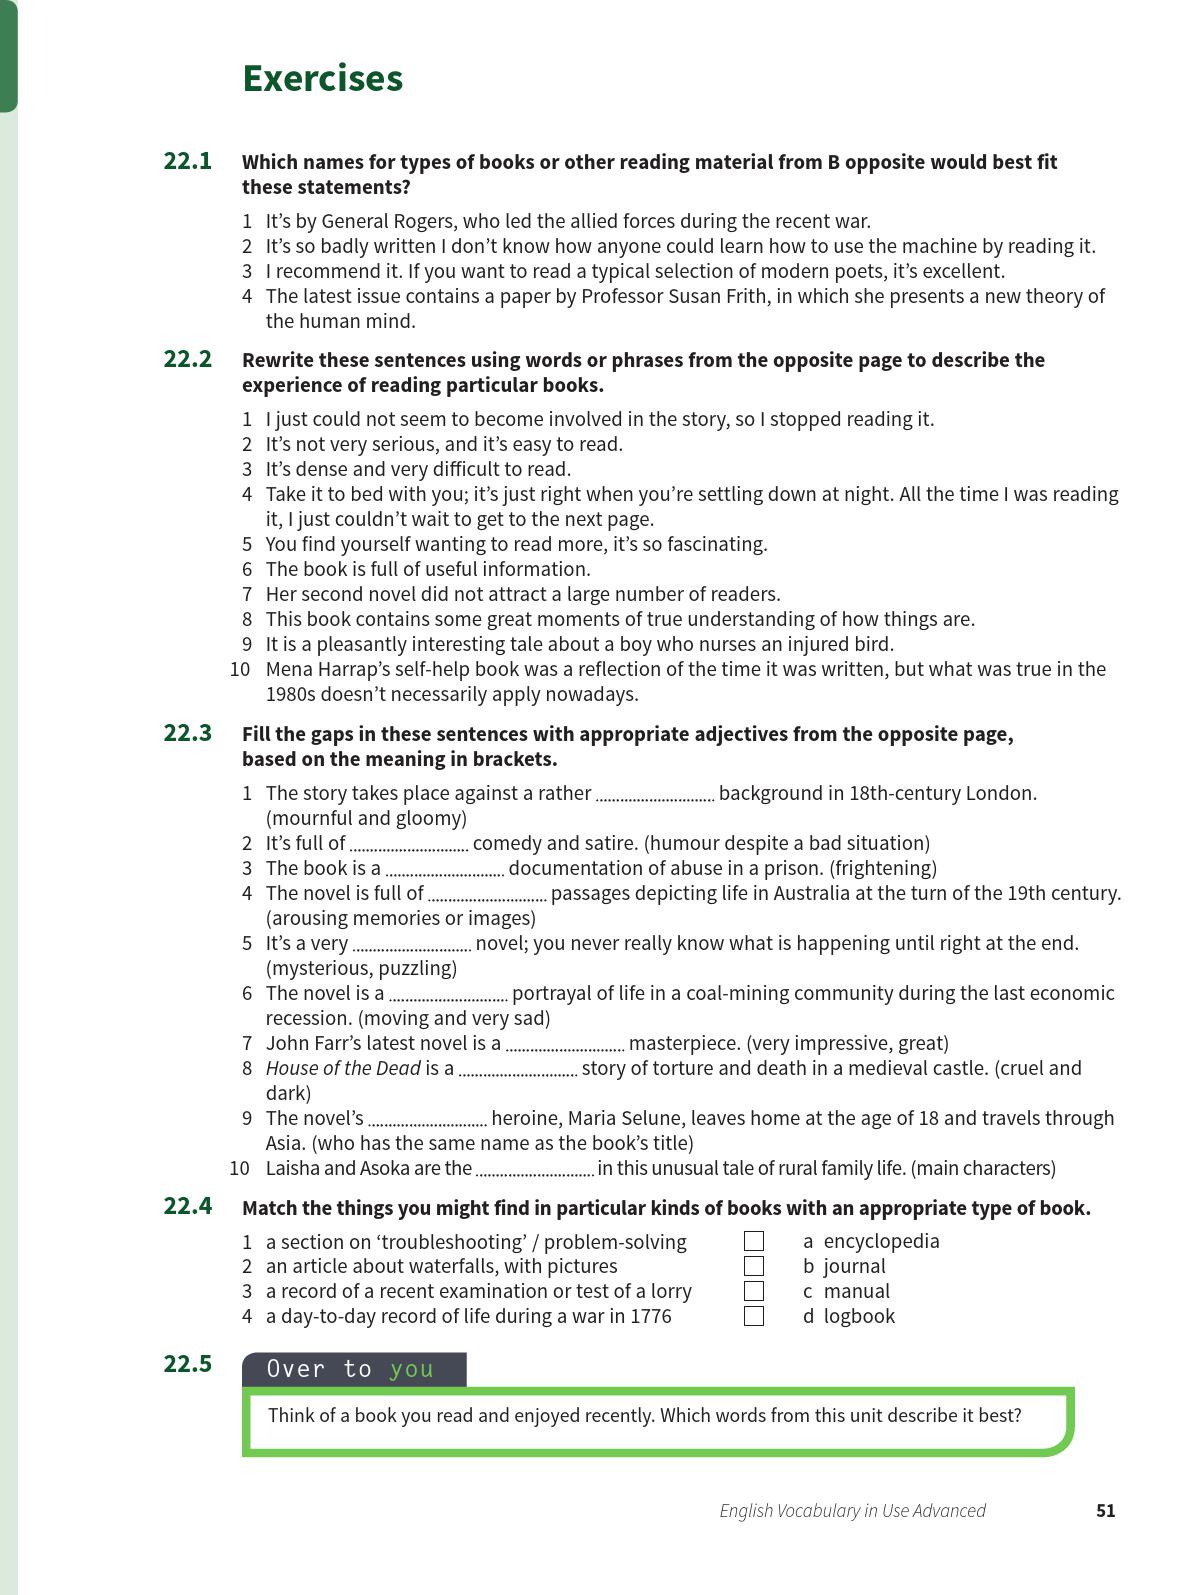 Exercises
22.1 Which names for types of books or other reading material from B opposite would best fit
these statements?
1 It’s by General Rogers, who led the allied forces during the recent war.
2 It’s so badly written I don’t know how anyone could learn how to use the machine by reading it.
3 I recommend it. If you want to read a typical selection of modern poets, it’s excellent.
4 The latest issue contains a paper by Professor Susan Frith, in which she presents a new theory of
the human mind.
22.2 Rewrite these sentences using words or phrases from the opposite page to describe the
experience of reading particular books.
1 I just could not seem to become involved in the story, so I stopped reading it.
2 It’s not very serious, and it’s easy to read.
3 It’s dense and very difficult to read.
4 Take it to bed with you; it’s just right when you’re settling down at night. All the time I was reading
it, I just couldn’t wait to get to the next page.
5 You find yourself wanting to read more, it’s so fascinating.
6 The book is full of useful information.
7 Her second novel did not attract a large number of readers.
8 This book contains some great moments of true understanding of how things are.
9 It is a pleasantly interesting tale about a boy who nurses an injured bird.
10 Mena Harrap’s self-help book was a reflection of the time it was written, but what was true in the
1980s doesn’t necessarily apply nowadays.
22.3 Fill the gaps in these sentences with appropriate adjectives from the opposite page,
based on the meaning in brackets.
1 The story takes place against a rather ............................. background in 18th-century London.
(mournful and gloomy)
2 It’s full of ............................. comedy and satire. (humour despite a bad situation)
3 The book is a ............................. documentation of abuse in a prison. (frightening)
4 The novel is full of ............................. passages depicting life in Australia at the turn of the 19th century.
(arousing memories or images)
5 It’s a very ............................. novel; you never really know what is happening until right at the end.
(mysterious, puzzling)
6 The novel is a ............................. portrayal of life in a coal-mining community during the last economic
recession. (moving and very sad)
7 John Farr’s latest novel is a ............................. masterpiece. (very impressive, great)
8 House of the Dead is a ............................. story of torture and death in a medieval castle. (cruel and
dark)
9 The novel’s ............................. heroine, Maria Selune, leaves home at the age of 18 and travels through
Asia. (who has the same name as the book’s title)
10 Laisha and Asoka are the ............................. in this unusual tale of rural family life. (main characters)
22.4 Match the things you might find in particular kinds of books with an appropriate type of book.
1 a section on ‘troubleshooting’ / problem-solving a encyclopedia
2 an article about waterfalls, with pictures b journal
3 a record of a recent examination or test of a lorry c manual
4 a day-to-day record of life during a war in 1776 d logbook
22.5 Over to you
Think of a book you read and enjoyed recently. Which words from this unit describe it best?
English Vocabulary in Use Advanced 51